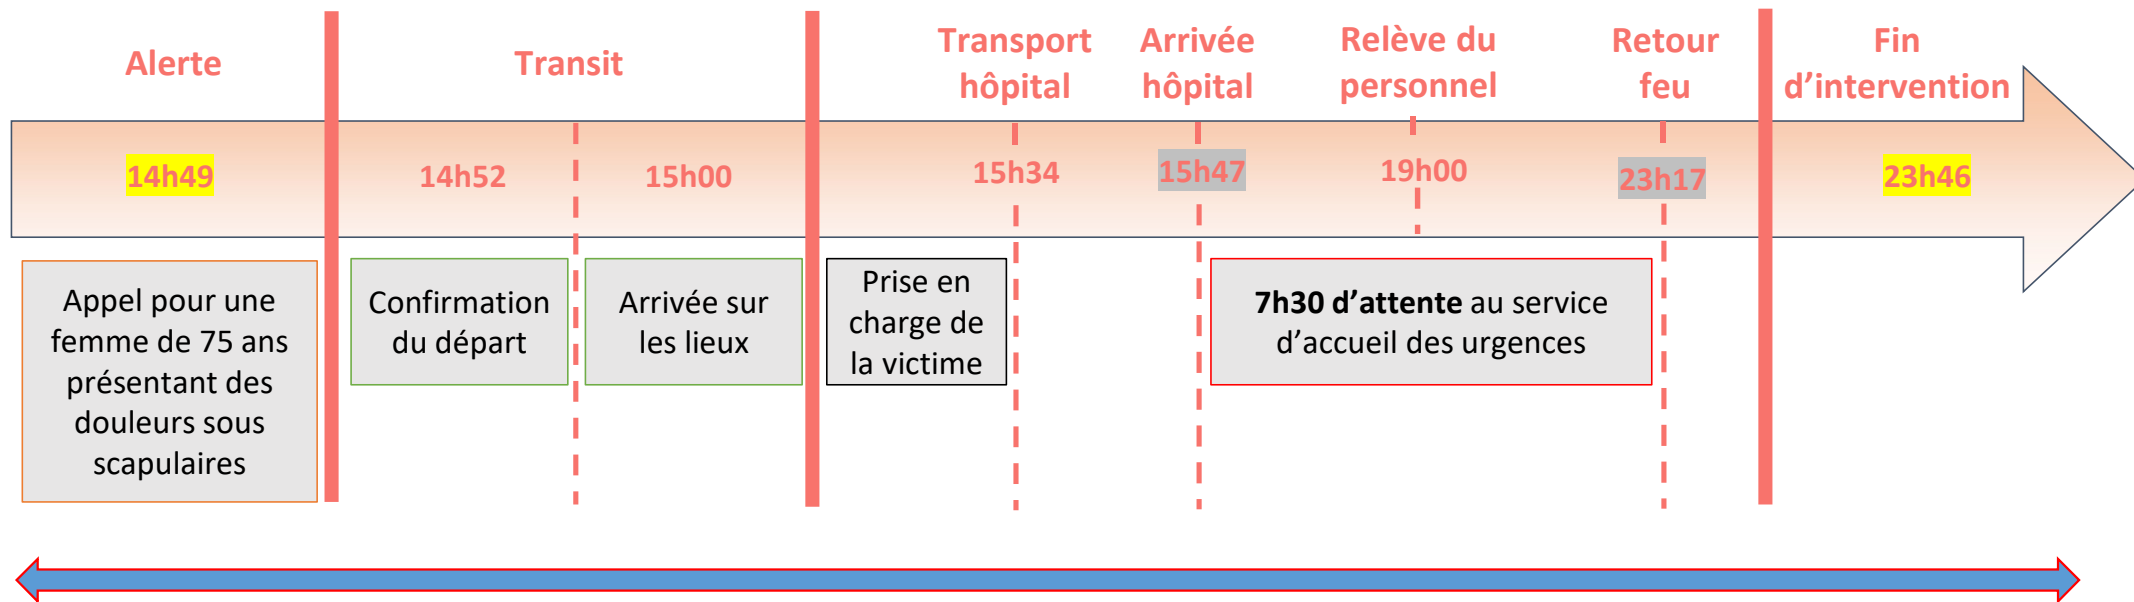 Alerte
Transit
Transport
hôpital
Arrivée
hôpital
Relève du
personnel
Retour
feu
Fin
d’intervention
14h49
14h52
15h00
15h34
15h47
19h00
23h17
23h46
Appel pour une
femme de 75 ans
présentant des
douleurs sous
scapulaires
Confirmation
du départ
Arrivée sur
les lieux
Prise en
charge de
la victime
7h30 d’attente au service
d’accueil des urgences